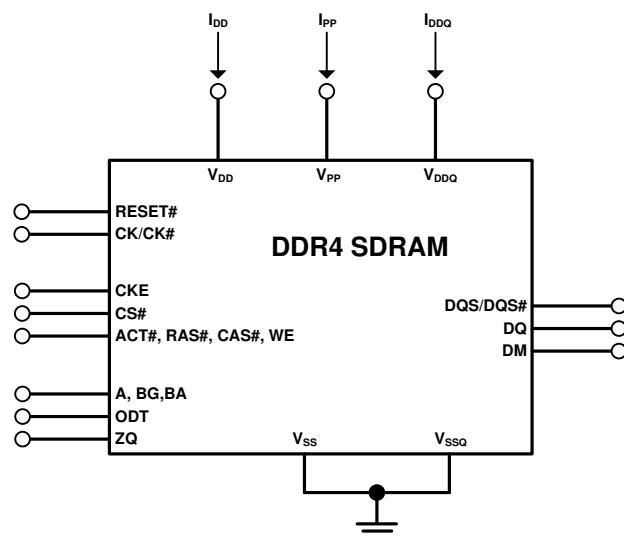 IDD IPP IDDQ
VDD VPP VDDQ
RESET#
CK/CK#
DDR4 SDRAM
CKE
CS#
ACT#, RAS#, CAS#, WE
DQS/DQS#
DQ
DM
A, BG,BA
ODT
ZQ
VSS VSSQ